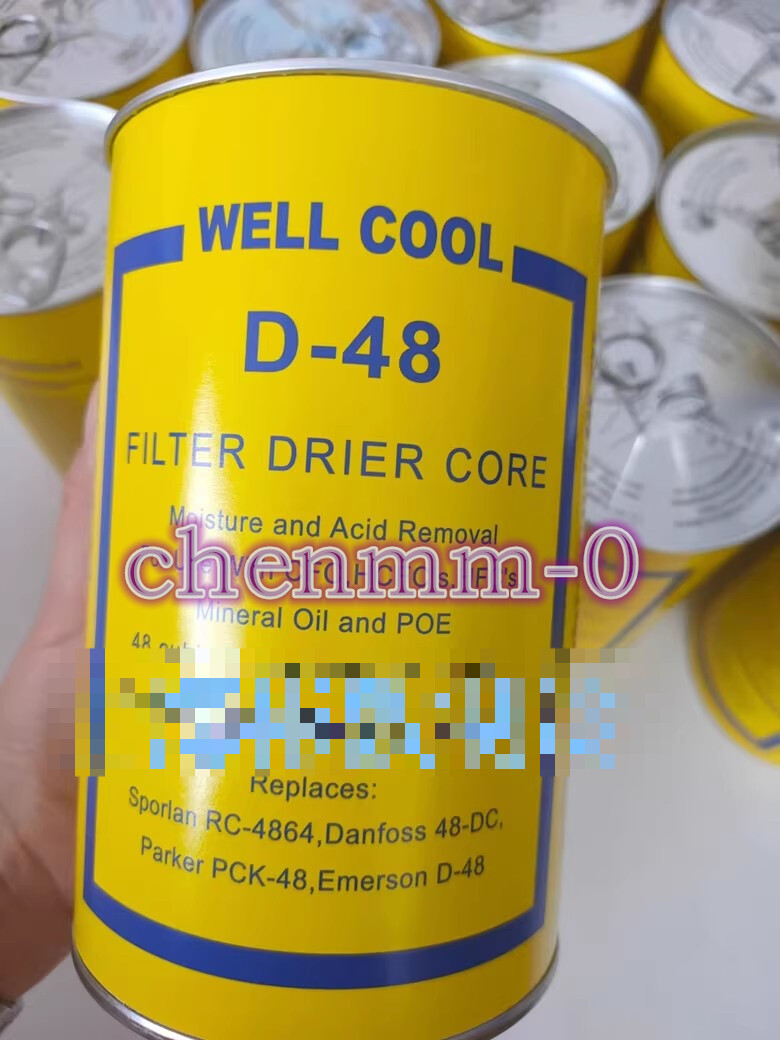 WELL COOL
D-48
FILTER DRIER CORE
Moisture and Acid Removal
chenmm-0
Mineral Oil and POE
48
Replaces:
Sporlan RC-4864,Danfoss 48-DC,
Parker PCK-48,Emerson D-48